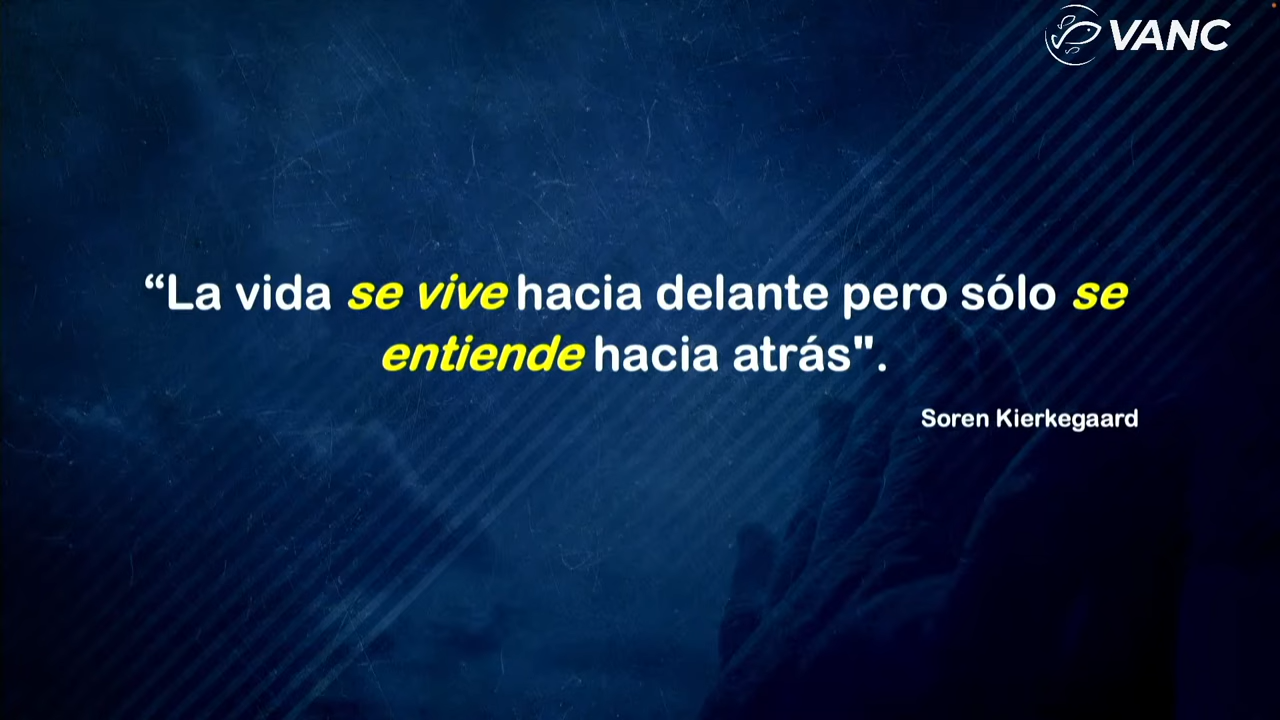 VANC
“La vida se vive hacia delante pero sólo se
entiende hacia atrás".
Soren Kierkegaard